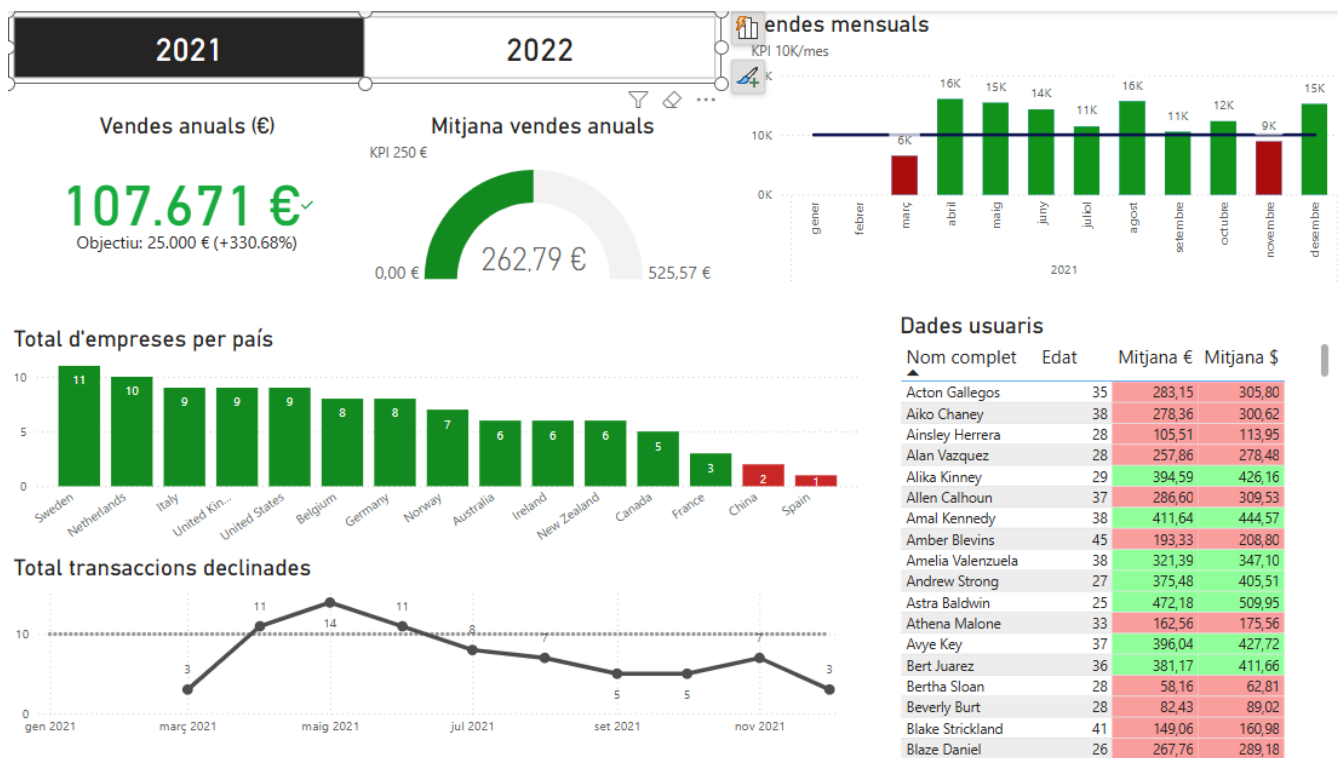 2021
2022
Vendes anuals (€)
107.671 €
Objectiu: 25.000 € (+330.68%)
Mitjana vendes anuals
KPI 250 €
262,79 €
0,00 €
525,57 €
endes mensuals
KPI 10K/mes
K
10K
0K
6K
16K
15K
14K
11K
16K
11K
12K
9K
15K
gener
febrer
març
abril
maig
juny
juliol
agost
setembre
octubre
novembre
desembre
2021
Total d'empreses per país
10
5
0
11
10
9
9
9
8
8
7
6
6
6
5
3
2
1
Sweden
Netherlands
Italy
United Kin...
United States
Belgium
Germany
Norway
Australia
Ireland
New Zealand
Canada
France
China
Spain
Total transaccions declinades
10
0
3
11
14
11
8
7
5
5
7
3
gen 2021
març 2021
maig 2021
jul 2021
set 2021
nov 2021
Dades usuaris
Nom complet Edat Mitjana € Mitjana $
Acton Gallegos 35 283,15 305,80
Aiko Chaney 38 278,36 300,62
Ainsley Herrera 28 105,51 113,95
Alan Vazquez 28 257,86 278,48
Alika Kinney 29 394,59 426,16
Allen Calhoun 37 286,60 309,53
Amal Kennedy 38 411,64 444,57
Amber Blevins 45 193,33 208,80
Amelia Valenzuela 38 321,39 347,10
Andrew Strong 27 375,48 405,51
Astra Baldwin 25 472,18 509,95
Athena Malone 33 162,56 175,56
Avye Key 37 396,04 427,72
Bert Juarez 36 381,17 411,66
Bertha Sloan 28 58,16 62,81
Beverly Burt 28 82,43 89,02
Blake Strickland 41 149,06 160,98
Blaze Daniel 26 267,76 289,18